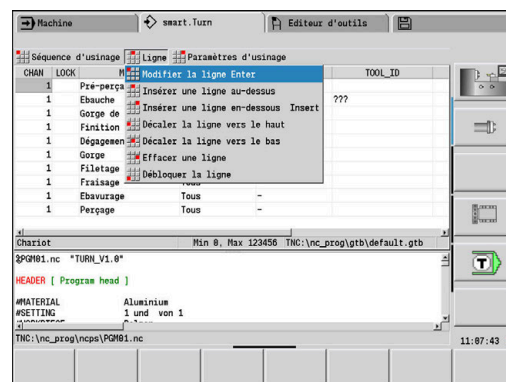 Machine smart.Turn Editeur d'outils
Séquence d'usinage Ligne Paramètres d'usinage
CHAN LOCK M TOOL_ID
Modifier la ligne Enter
Insérer une ligne au-dessus
Insérer une ligne en-dessous Insert
Décaler la ligne vers le haut
Décaler la ligne vers le bas
Effacer une ligne
Débloquer la ligne
1 Pré-perça
1 Ebauche ???
1 Gorge de
1 Finition
1 Dégagemen
1 Gorge
1 Filetage
1 Fraisage Tous
1 Ebavurage Tous -
1 Perçage Tous -
Chariot Min 0, Max 123456 TNC:\nc_prog\gtb\default.gtb
%PGM01.nc "TURN_V1.0"
HEADER [ Program head ]
#MATERIAL Aluminium
#SETTING 1 und von 1
TNC:\nc_prog\ncps\PGM01.nc
T
11:07:43